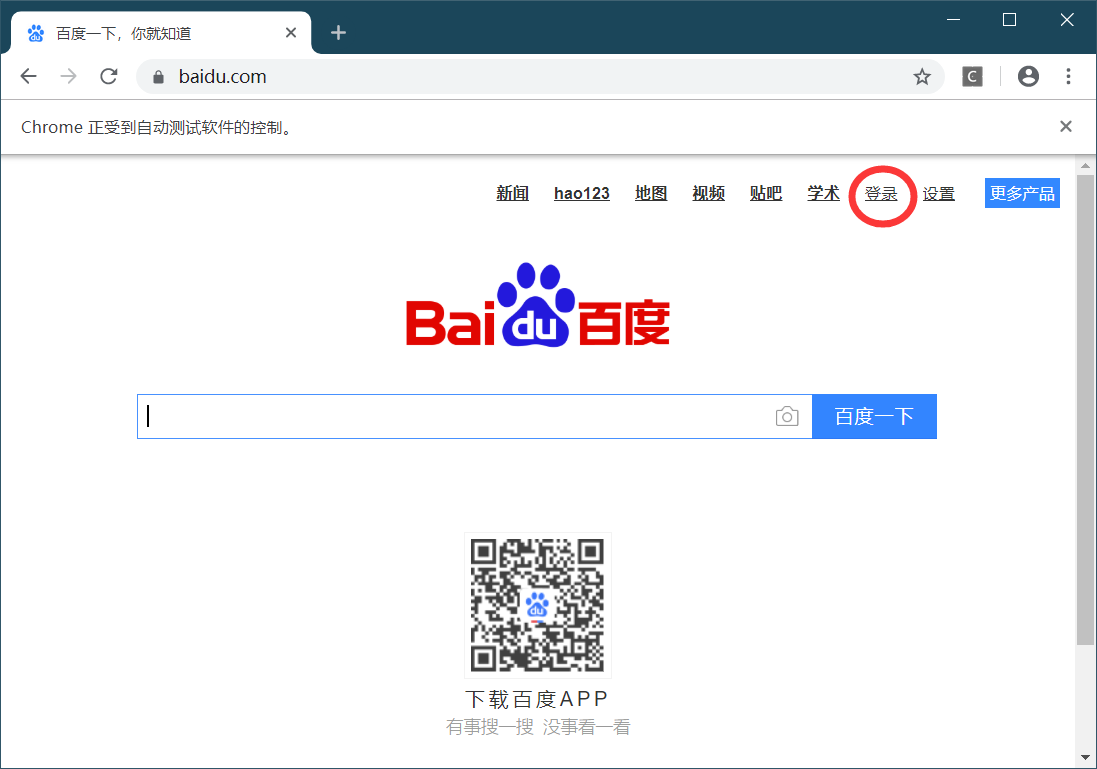 百度一下，你就知道
baidu.com
C
Chrome 正受到自动测试软件的控制。
新闻 hao123 地图 视频 贴吧 学术 登录 设置 更多产品
Bai du 百度
百度一下
du
下载百度APP
有事搜一搜 没事看一看